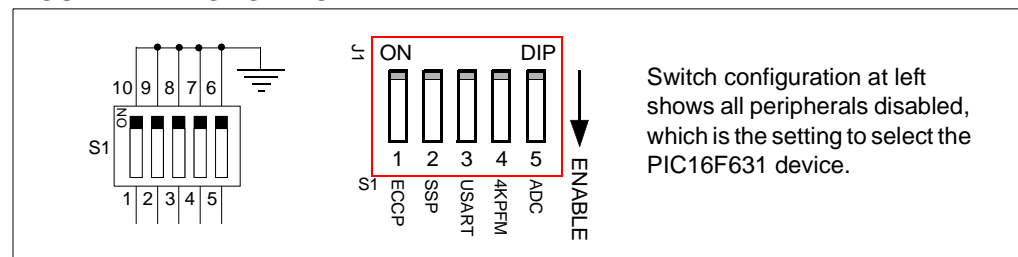 J1
ON DIP
10 9 8 7 6
NO
S1
1 2 3 4 5
1 2 3 4 5
S1
ECCP
SSP
USART
4KPFM
ADC
ENABLE
Switch configuration at left
shows all peripherals disabled,
which is the setting to select the
PIC16F631 device.